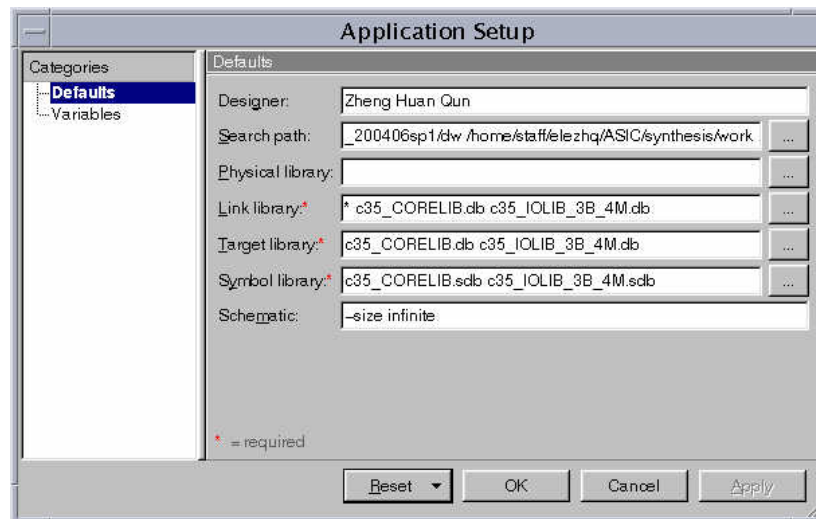 Application Setup
Categories
Defaults
Variables
Defaults
Designer: Zheng Huan Qun
Search path: _200406sp1/dw /home/staff/elezhq/ASIC/synthesis/work ...
Physical library: ...
Link library:* * c35_CORELIB.db c35_IOLIB_3B_4M.db ...
Target library:* c35_CORELIB.db c35_IOLIB_3B_4M.db ...
Symbol library:* c35_CORELIB.sdb c35_IOLIB_3B_4M.sdb ...
Schematic: -size infinite
* = required
Reset OK Cancel Apply